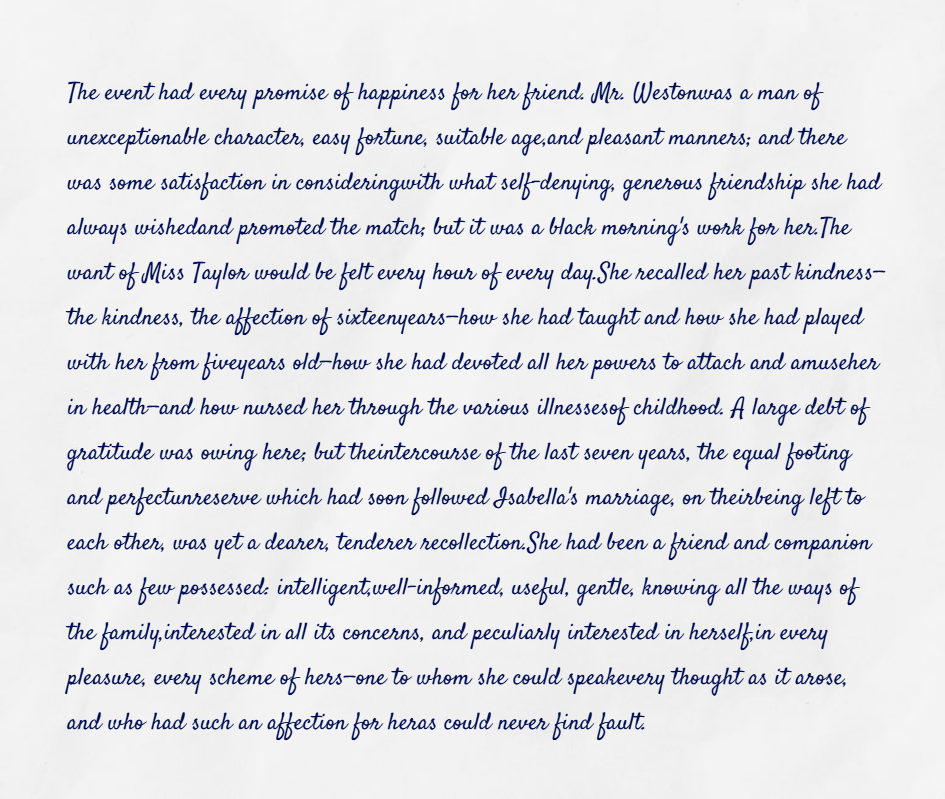 The event had every promise of happiness for her friend. Mr. Westonwas a man of
unexceptionable character, easy fortune, suitable age,and pleasant manners; and there
was some satisfaction in consideringwith what self-denying, generous friendship she had
always wishedand promoted the match; but it was a black morning's work for her.The
want of Miss Taylor would be felt every hour of every day.She recalled her past kindness—
the kindness, the affection of sixteenyears—how she had taught and how she had played
with her from fiveyears old—how she had devoted all her powers to attach and amuseher
in health—and how nursed her through the various illnessesof childhood. A large debt of
gratitude was owing here; but theintercourse of the last seven years, the equal footing
and perfectunreserve which had soon followed Isabella's marriage, on theirbeing left to
each other, was yet a dearer, tenderer recollection.She had been a friend and companion
such as few possessed: intelligent,well-informed, useful, gentle, knowing all the ways of
the family,interested in all its concerns, and peculiarly interested in herself,in every
pleasure, every scheme of hers—one to whom she could speakevery thought as it arose,
and who had such an affection for heras could never find fault.